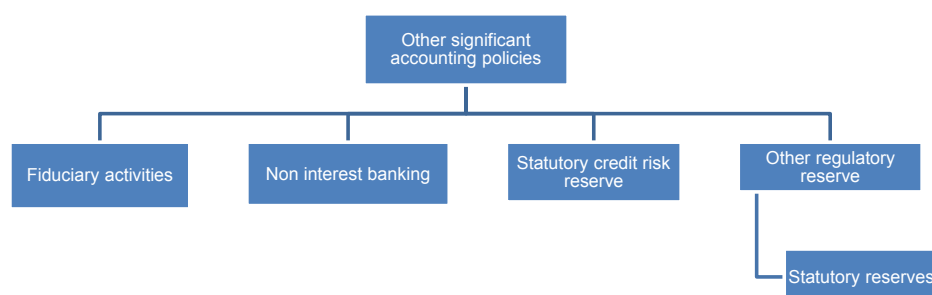 Other significant
accounting policies
Fiduciary activities
Non interest banking
Statutory credit risk
reserve
Other regulatory
reserve
Statutory reserves